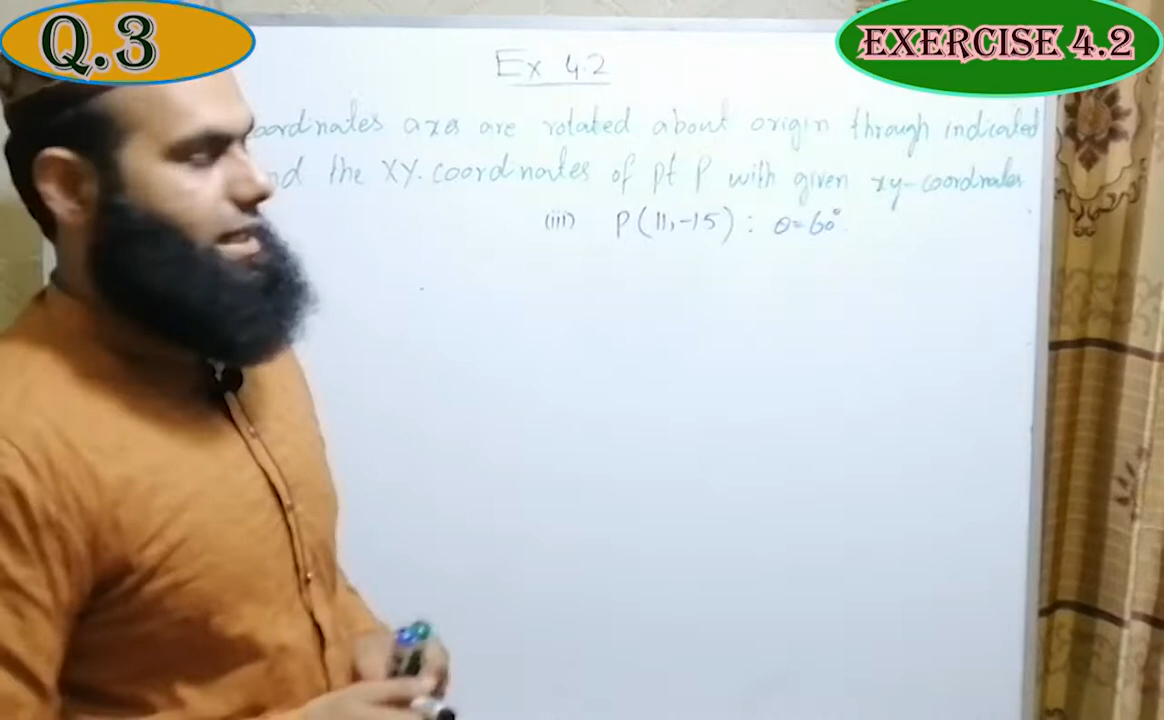 Q.3
EXERCISE 4.2
Ex 4.2
oordinates axes are rotated about origin through indicated
nd the XY-coordinates of pt P with given xy-coordinates
(iii) P(11,-15): θ=60°